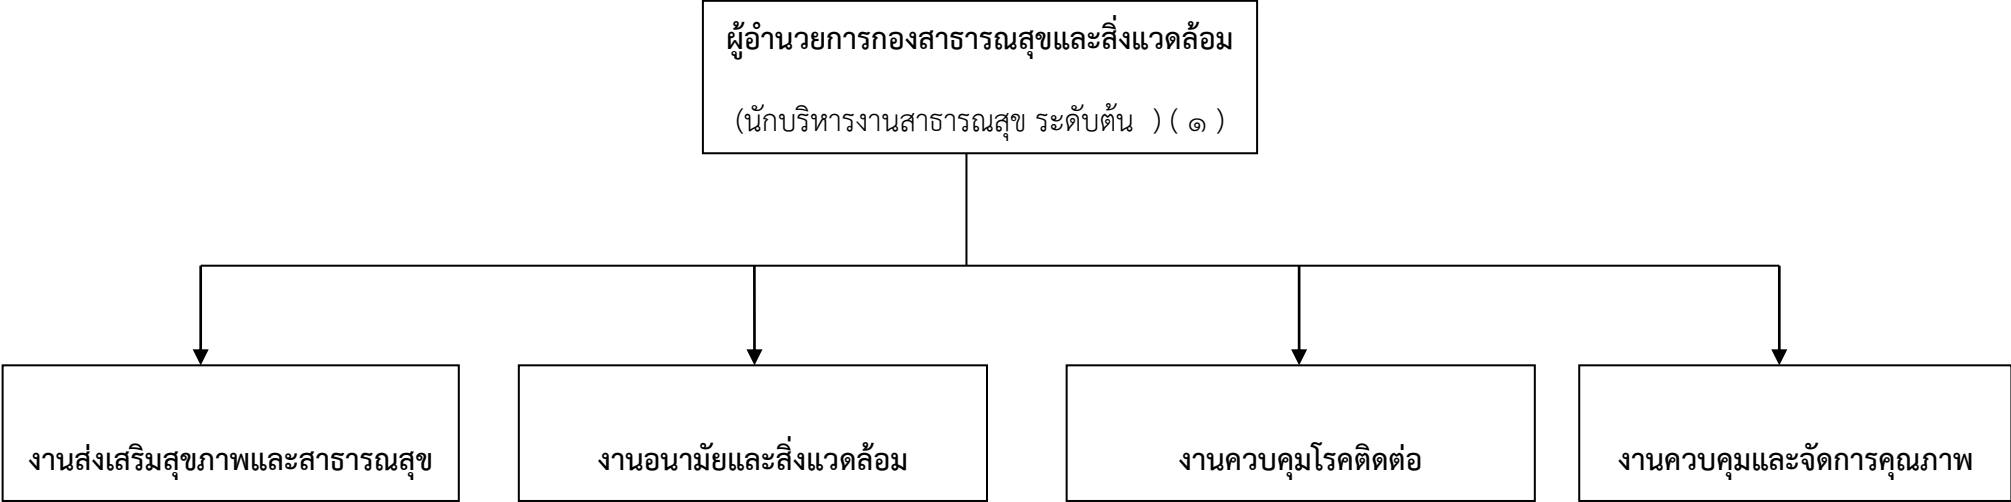 ผู้อำนวยการกองสาธารณสุขและสิ่งแวดล้อม
(นักบริหารงานสาธารณสุข ระดับต้น ) ( ๑ )
งานส่งเสริมสุขภาพและสาธารณสุข
งานอนามัยและสิ่งแวดล้อม
งานควบคุมโรคติดต่อ
งานควบคุมและจัดการคุณภาพ